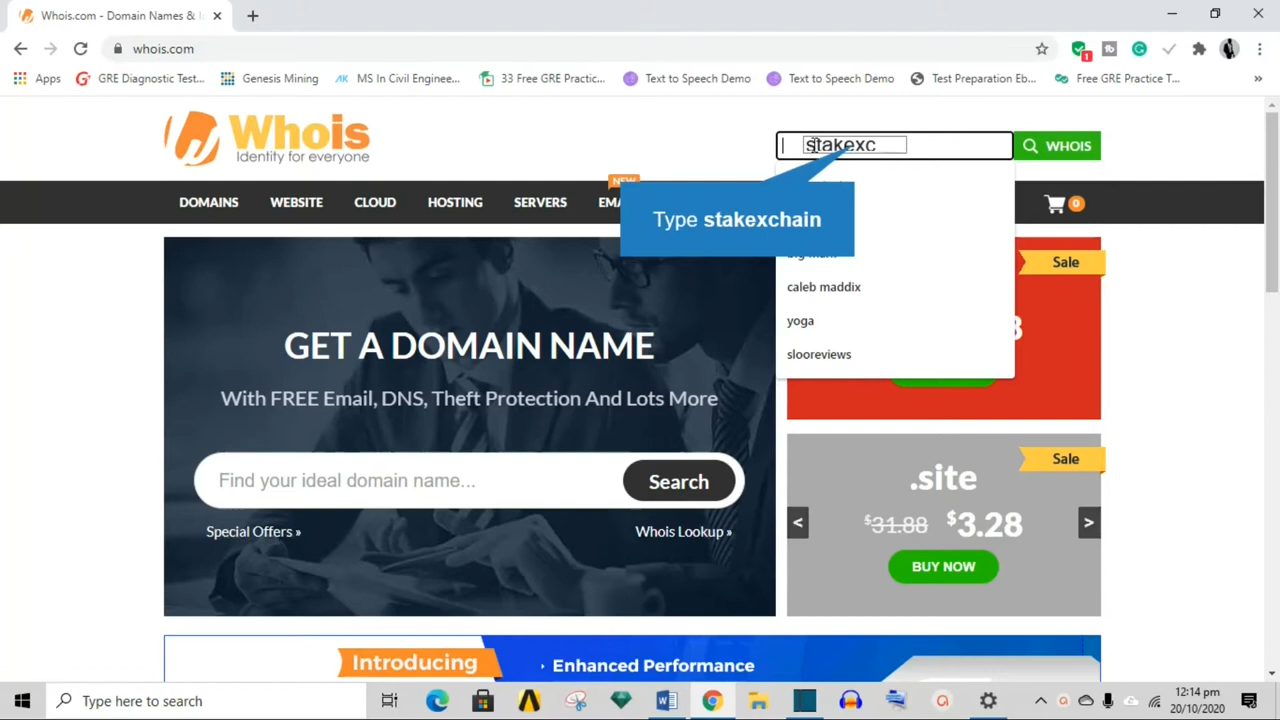 Whois.com - Domain Names &
whois.com
1
Apps
GRE Diagnostic Test...
Genesis Mining
AK
MS In Civil Enginee...
33 Free GRE Practic...
Text to Speech Demo
Text to Speech Demo
Test Preparation Eb...
Free GRE Practice T...
»
Whois
Identity for everyone
stakexc
WHOIS
NEW
DOMAINS
WEBSITE
CLOUD
HOSTING
SERVERS
0
Type stakexchain
caleb maddix
yoga
slooreviews
Sale
GET A DOMAIN NAME
With FREE Email, DNS, Theft Protection And Lots More
Find your ideal domain name...
Search
Special Offers »
Whois Lookup »
Sale
.site
$31.88 $3.28
<
>
BUY NOW
Introducing
Enhanced Performance
Type here to search
12:14 pm
20/10/2020